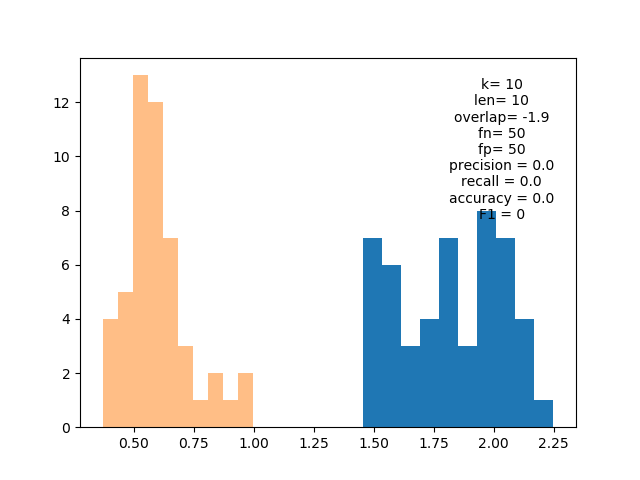 k= 10
len= 10
overlap= -1.9
fn= 50
fp= 50
precision = 0.0
recall = 0.0
accuracy = 0.0
F1 = 0
12
10
8
6
4
2
0
0.50 0.75 1.00 1.25 1.50 1.75 2.00 2.25